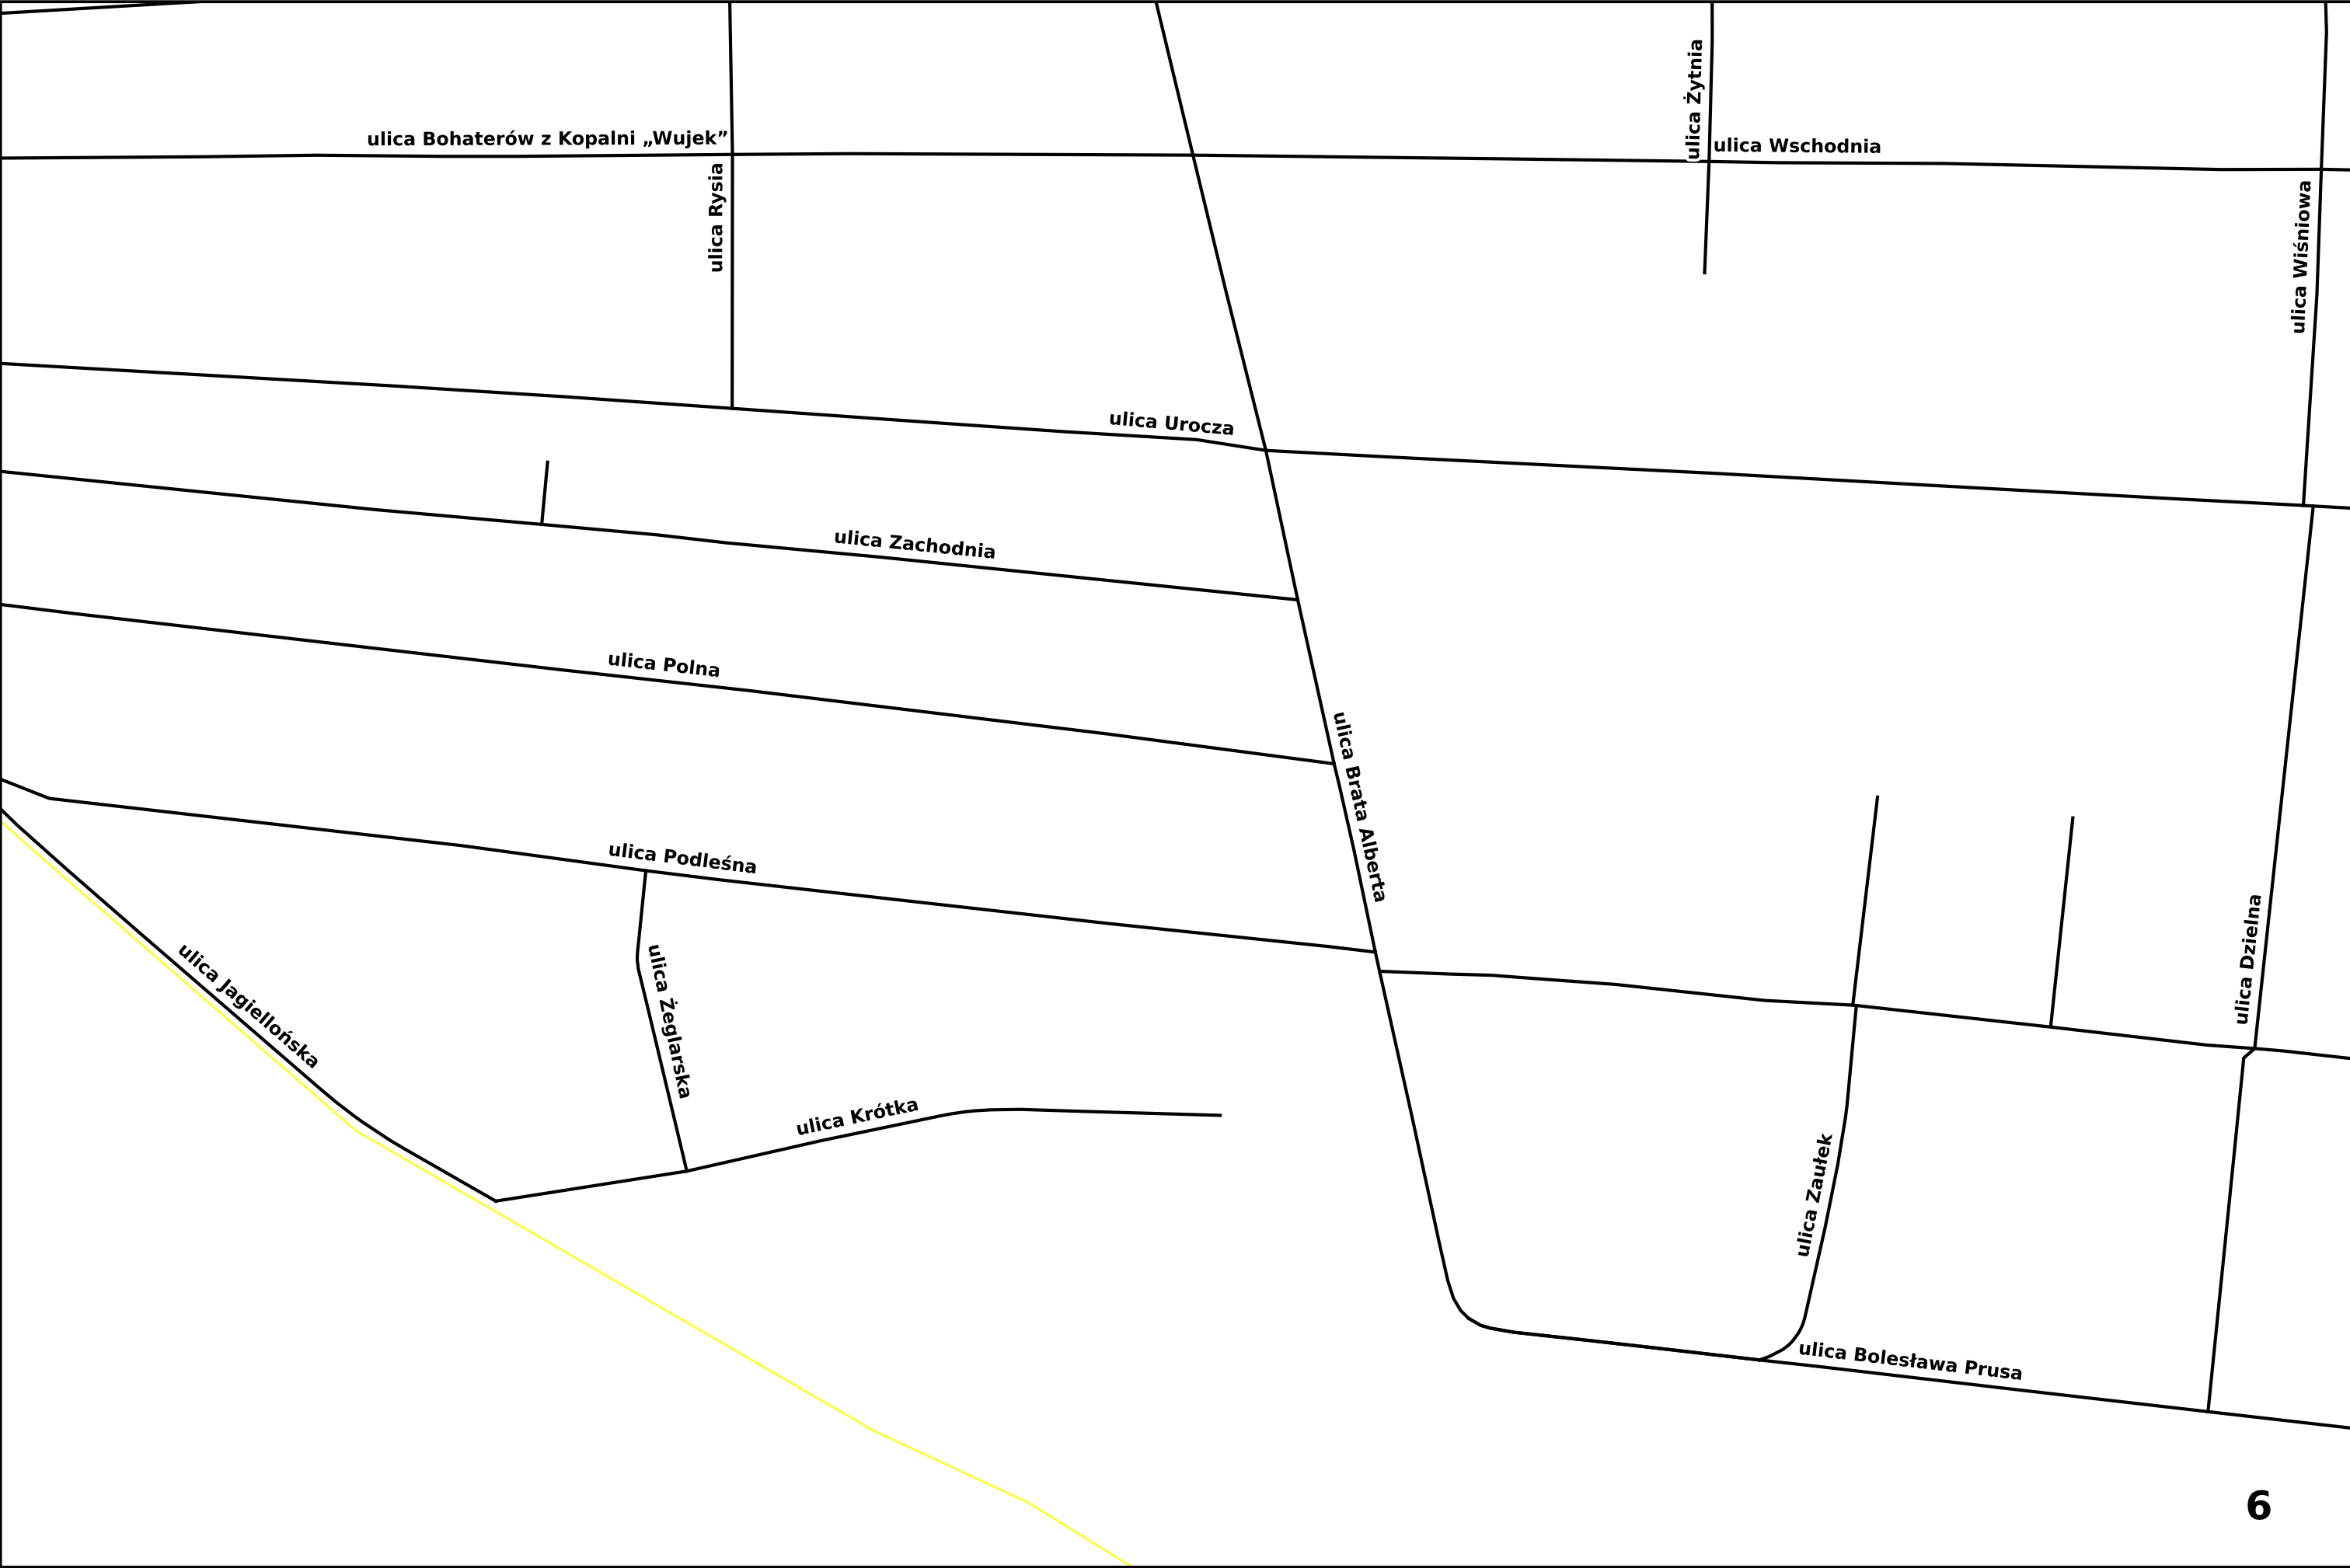 ulica Żytnia
ulica Bohaterów z Kopalni „Wujek”
ulica Wschodnia
ulica Rysia
ulica Wiśniowa
ulica Urocza
ulica Zachodnia
ulica Polna
ulica Brata Alberta
ulica Podleśna
ulica Dzielna
ulica Jagiellońska
ulica Żeglarska
ulica Krótka
ulica Zaułek
ulica Bolesława Prusa
6